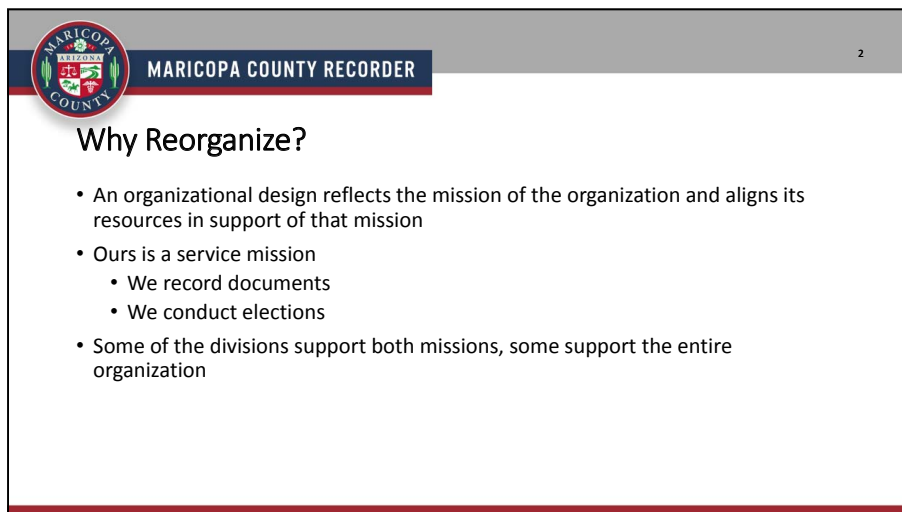 MARICOPA
ARIZONA
COUNTY
MARICOPA COUNTY RECORDER
2
Why Reorganize?
• An organizational design reflects the mission of the organization and aligns its
resources in support of that mission
• Ours is a service mission
• We record documents
• We conduct elections
• Some of the divisions support both missions, some support the entire
organization